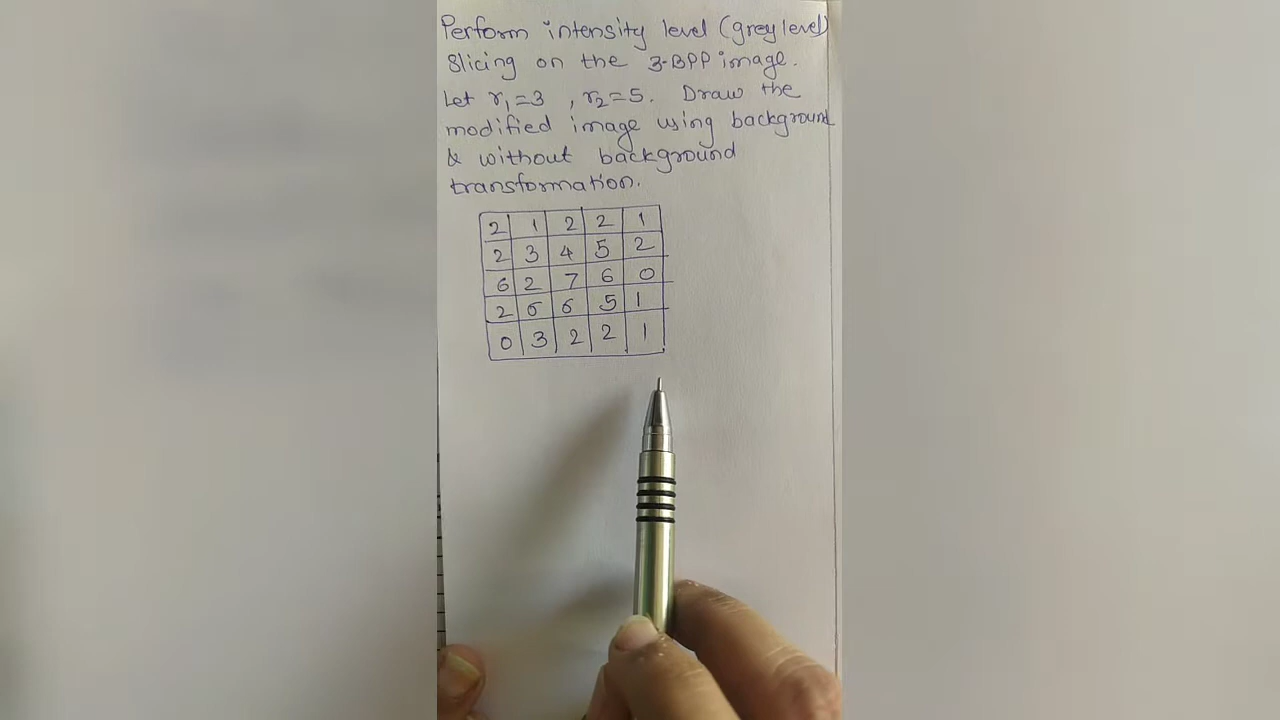 Perform intensity level (grey level)
Slicing on the 3-BPP image.
Let r1=3 , r2=5. Draw the
modified image using background
& without background
transformation.
2 1 2 2 1
2 3 4 5 2
6 2 7 6 0
2 6 6 5 1
0 3 2 2 1